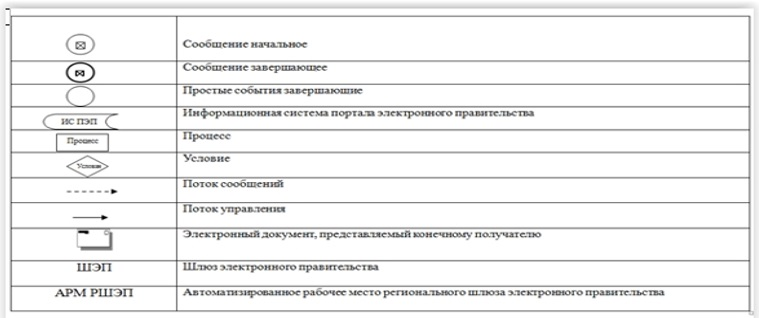 Сообщение начальное
Сообщение завершающее
Простые события завершающие
ИС ПЭП Информационная система портала электронного правительства
Процесс Процесс
Условие Условие
Поток сообщений
Поток управления
Электронный документ, представляемый конечному получателю
ШЭП Шлюз электронного правительства
АРМ РШЭП Автоматизированное рабочее место регионального шлюза электронного правительства